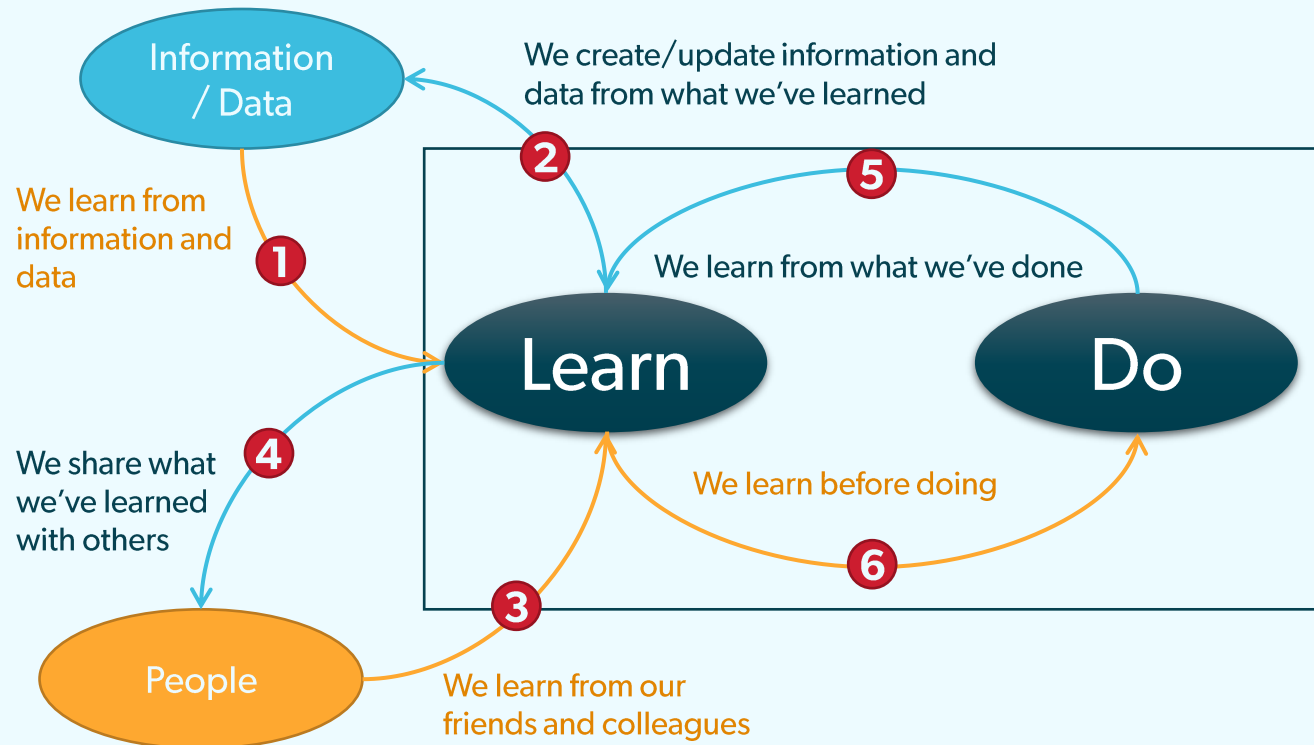 Information
/ Data
We create/update information and
data from what we've learned
2
5
We learn from
information and
data
1
We learn from what we've done
Learn
Do
4
We share what
we've learned
with others
We learn before doing
6
3
People
We learn from our
friends and colleagues